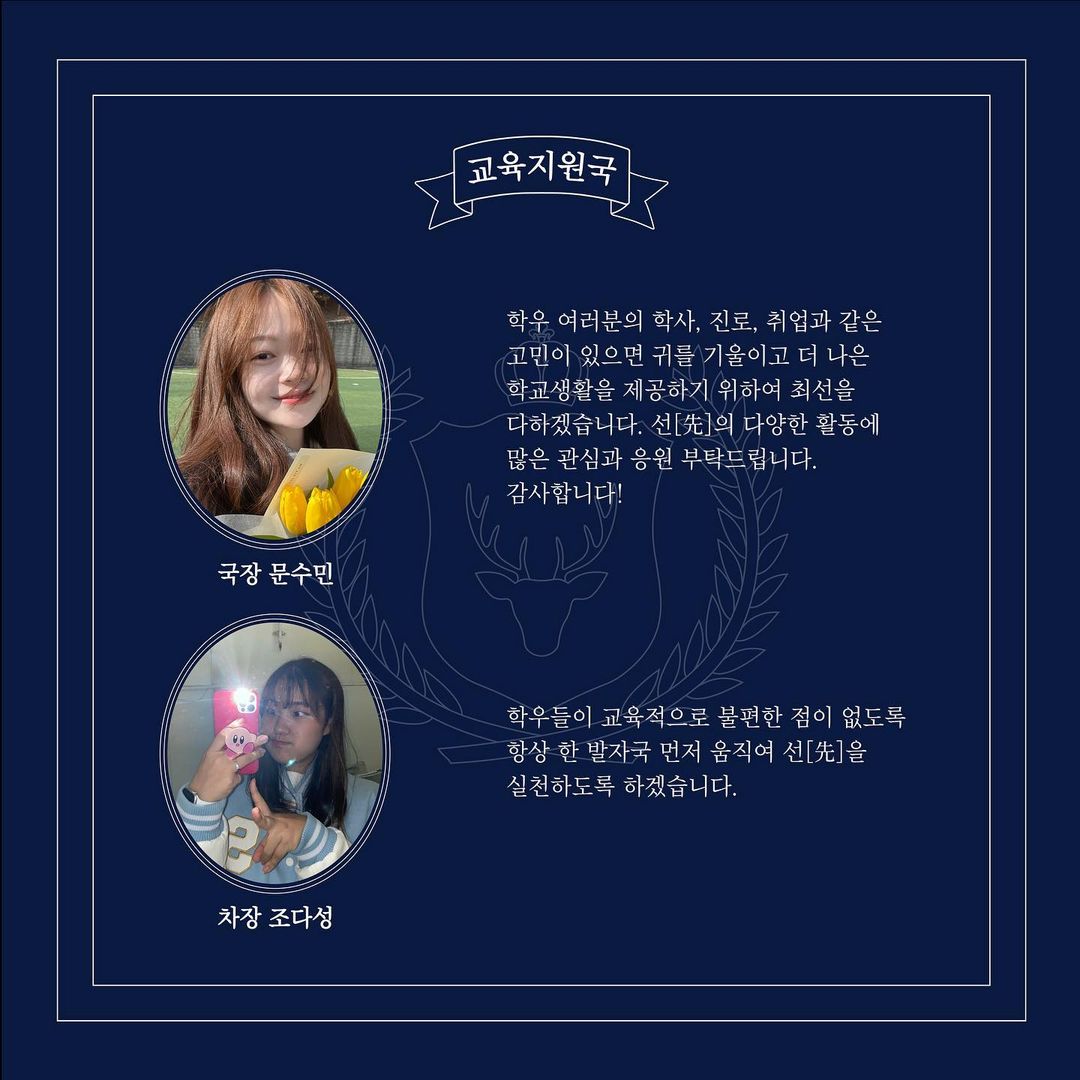 교육지원국
학우 여러분의 학사, 진로, 취업과 같은
고민이 있으면 귀를 기울이고 더 나은
학교생활을 제공하기 위하여 최선을
다하겠습니다. 선[先]의 다양한 활동에
많은 관심과 응원 부탁드립니다.
감사합니다!
국장 문수민
학우들이 교육적으로 불편한 점이 없도록
항상 한 발자국 먼저 움직여 선[先]을
실천하도록 하겠습니다.
차장 조다성